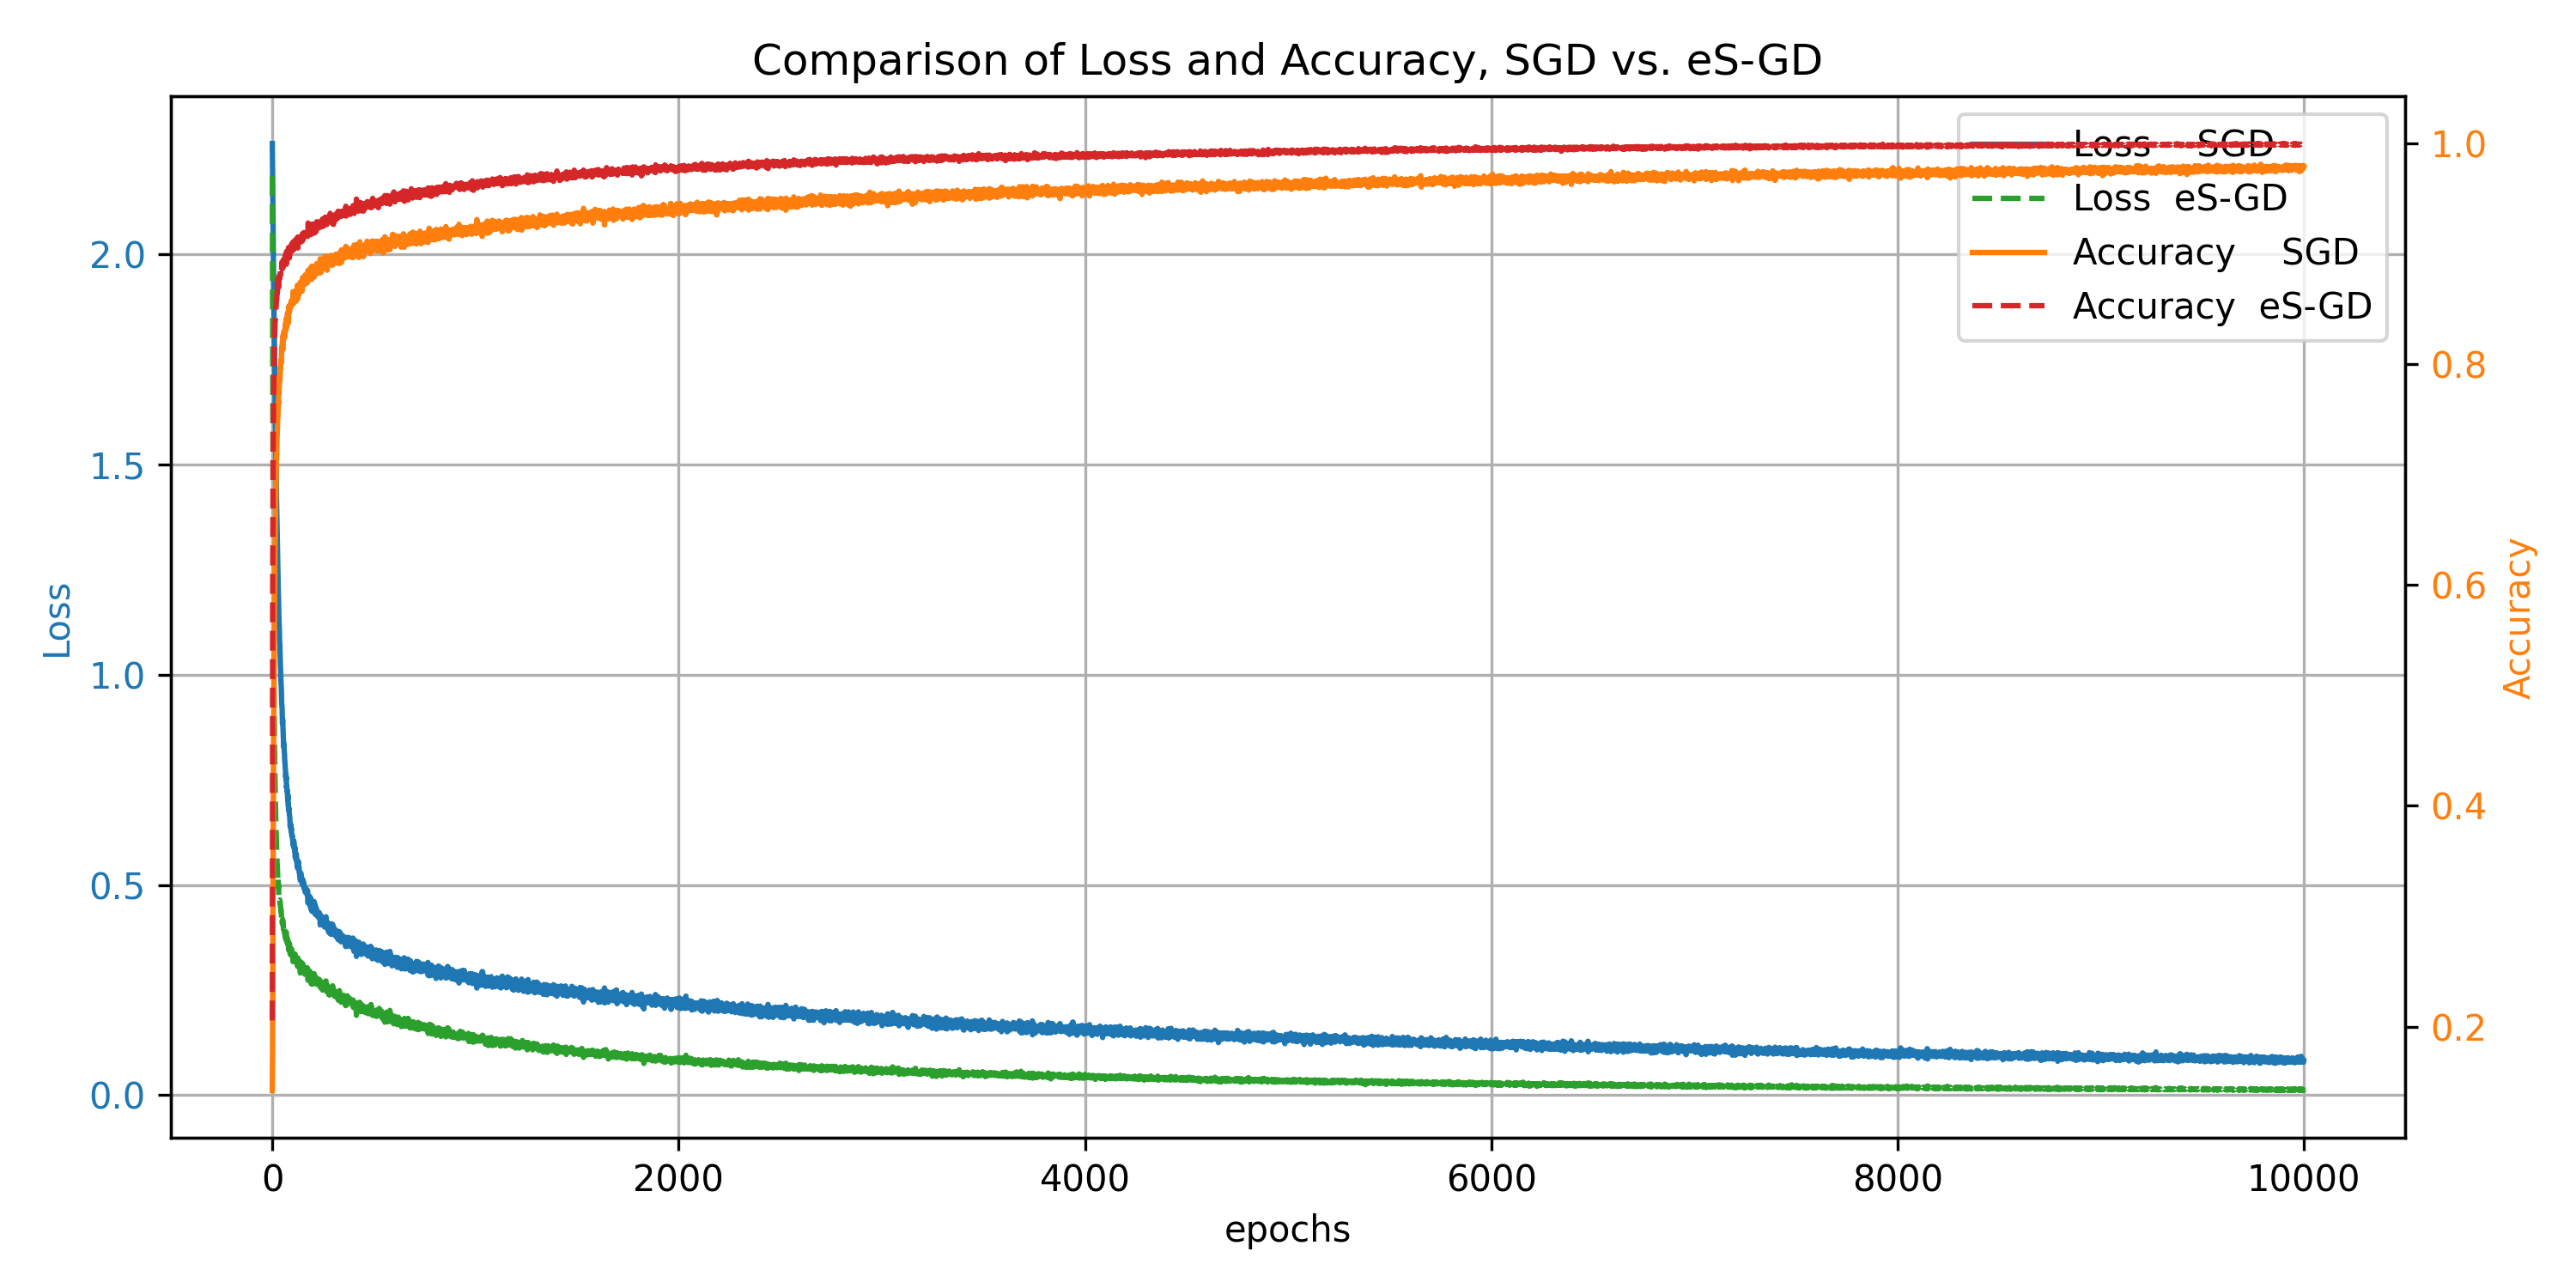 Comparison of Loss and Accuracy, SGD vs. eS-GD
Loss SGD
Loss eS-GD
Accuracy SGD
Accuracy eS-GD
2.0
1.5
1.0
0.5
0.0
Loss
1.0
0.8
0.6
0.4
0.2
Accuracy
0 2000 4000 6000 8000 10000
epochs